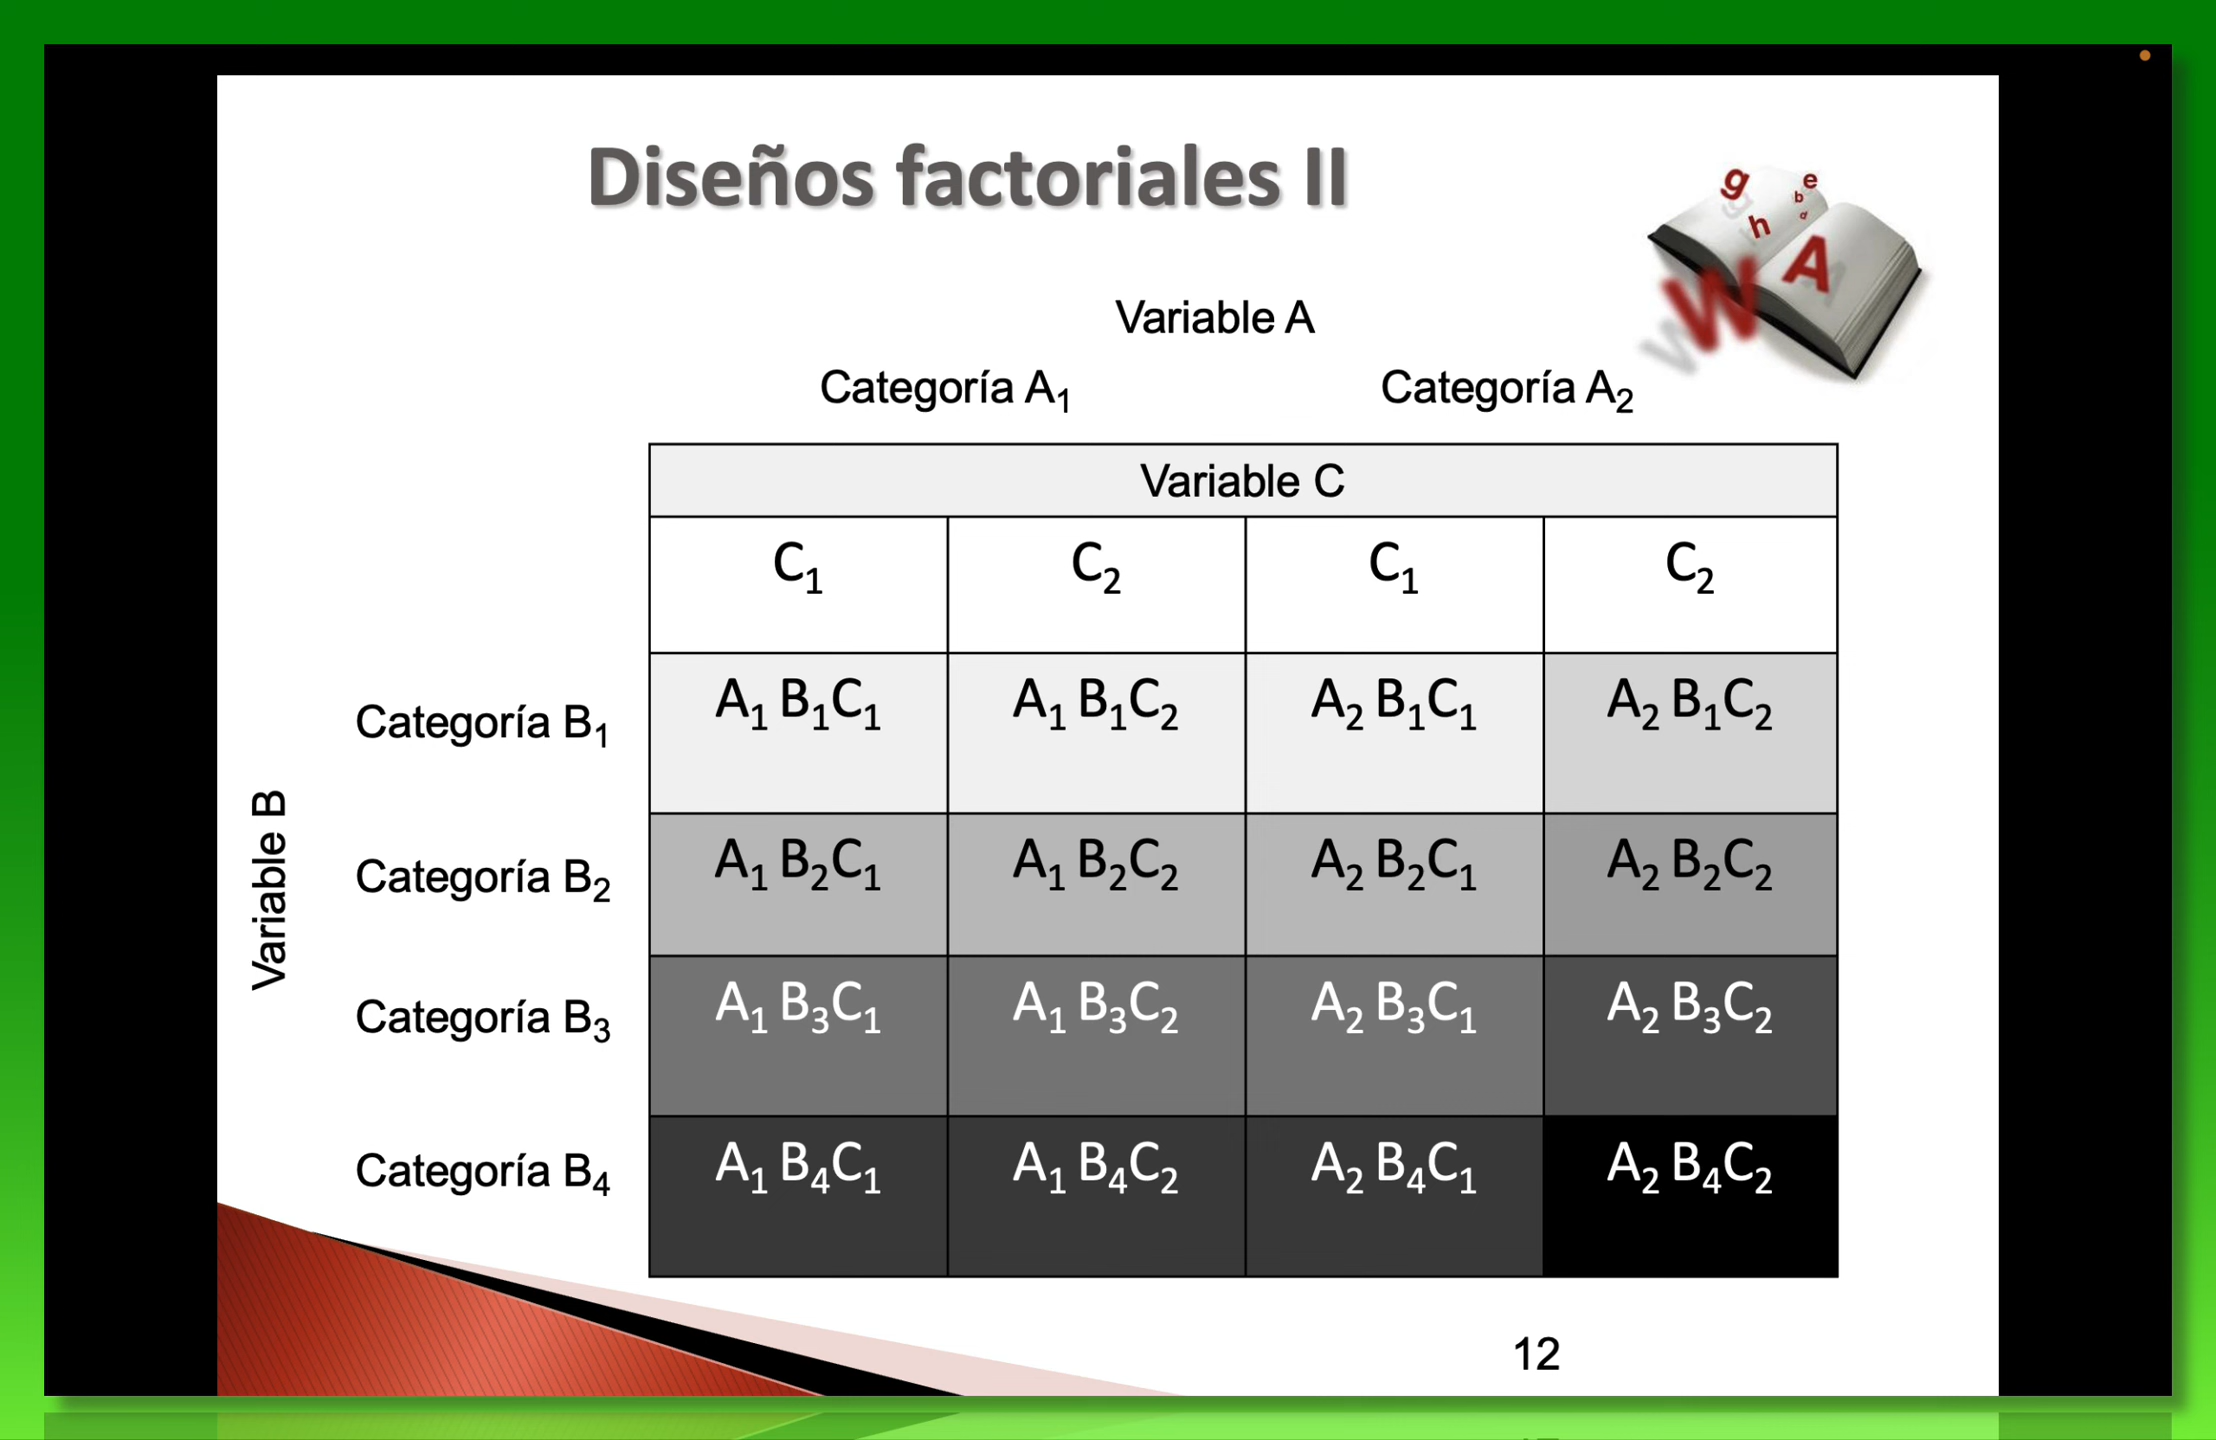 Diseños factoriales II
g
e
b
d
h
A
W
Variable A
Categoría A₁ Categoría A₂
Variable C
C₁ C₂ C₁ C₂
Categoría B₁ A₁ B₁C₁ A₁ B₁C₂ A₂ B₁C₁ A₂ B₁C₂
Variable B
Categoría B₂ A₁ B₂C₁ A₁ B₂C₂ A₂ B₂C₁ A₂ B₂C₂
Categoría B₃ A₁ B₃C₁ A₁ B₃C₂ A₂ B₃C₁ A₂ B₃C₂
Categoría B₄ A₁ B₄C₁ A₁ B₄C₂ A₂ B₄C₁ A₂ B₄C₂
12